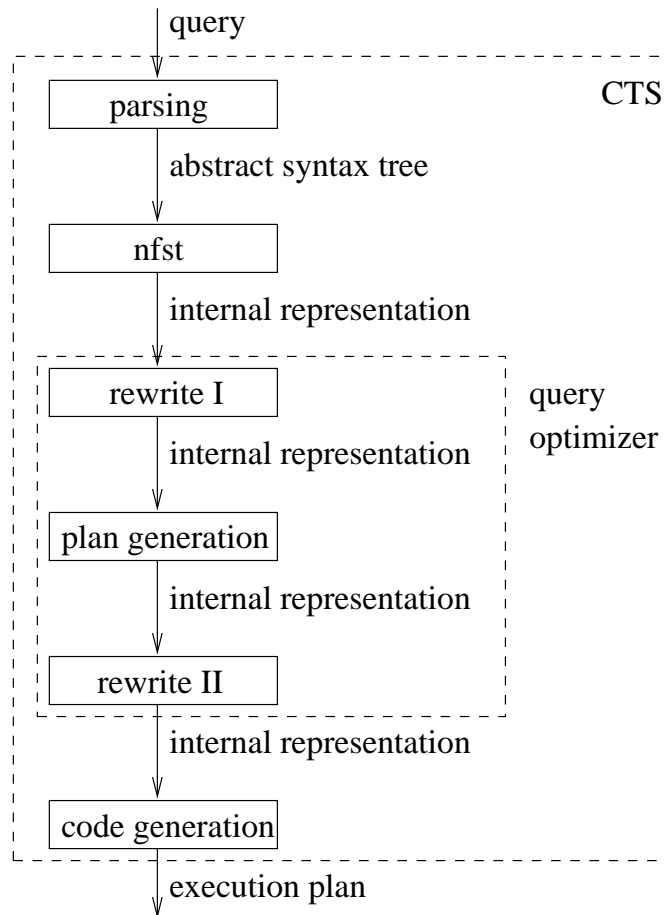 query
CTS
parsing
abstract syntax tree
nfst
internal representation
rewrite I
query
optimizer
internal representation
plan generation
internal representation
rewrite II
internal representation
code generation
execution plan